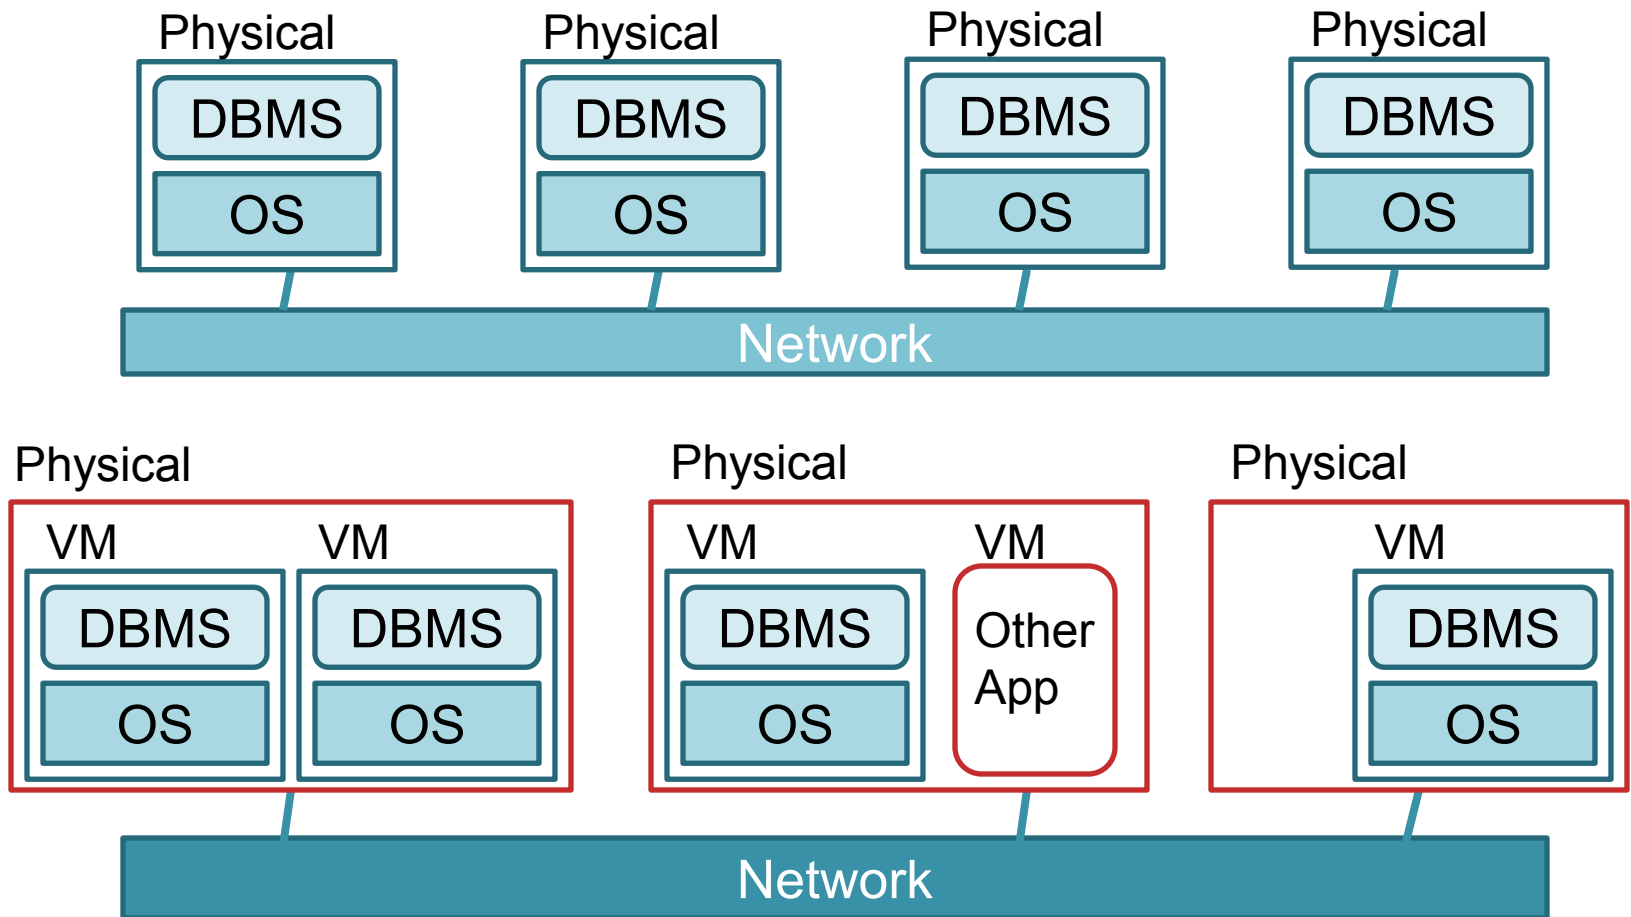 Physical Physical Physical Physical
DBMS DBMS DBMS DBMS
OS OS OS OS
Network
Physical Physical Physical
VM VM VM VM VM
DBMS DBMS DBMS Other DBMS
App
OS OS OS OS
Network